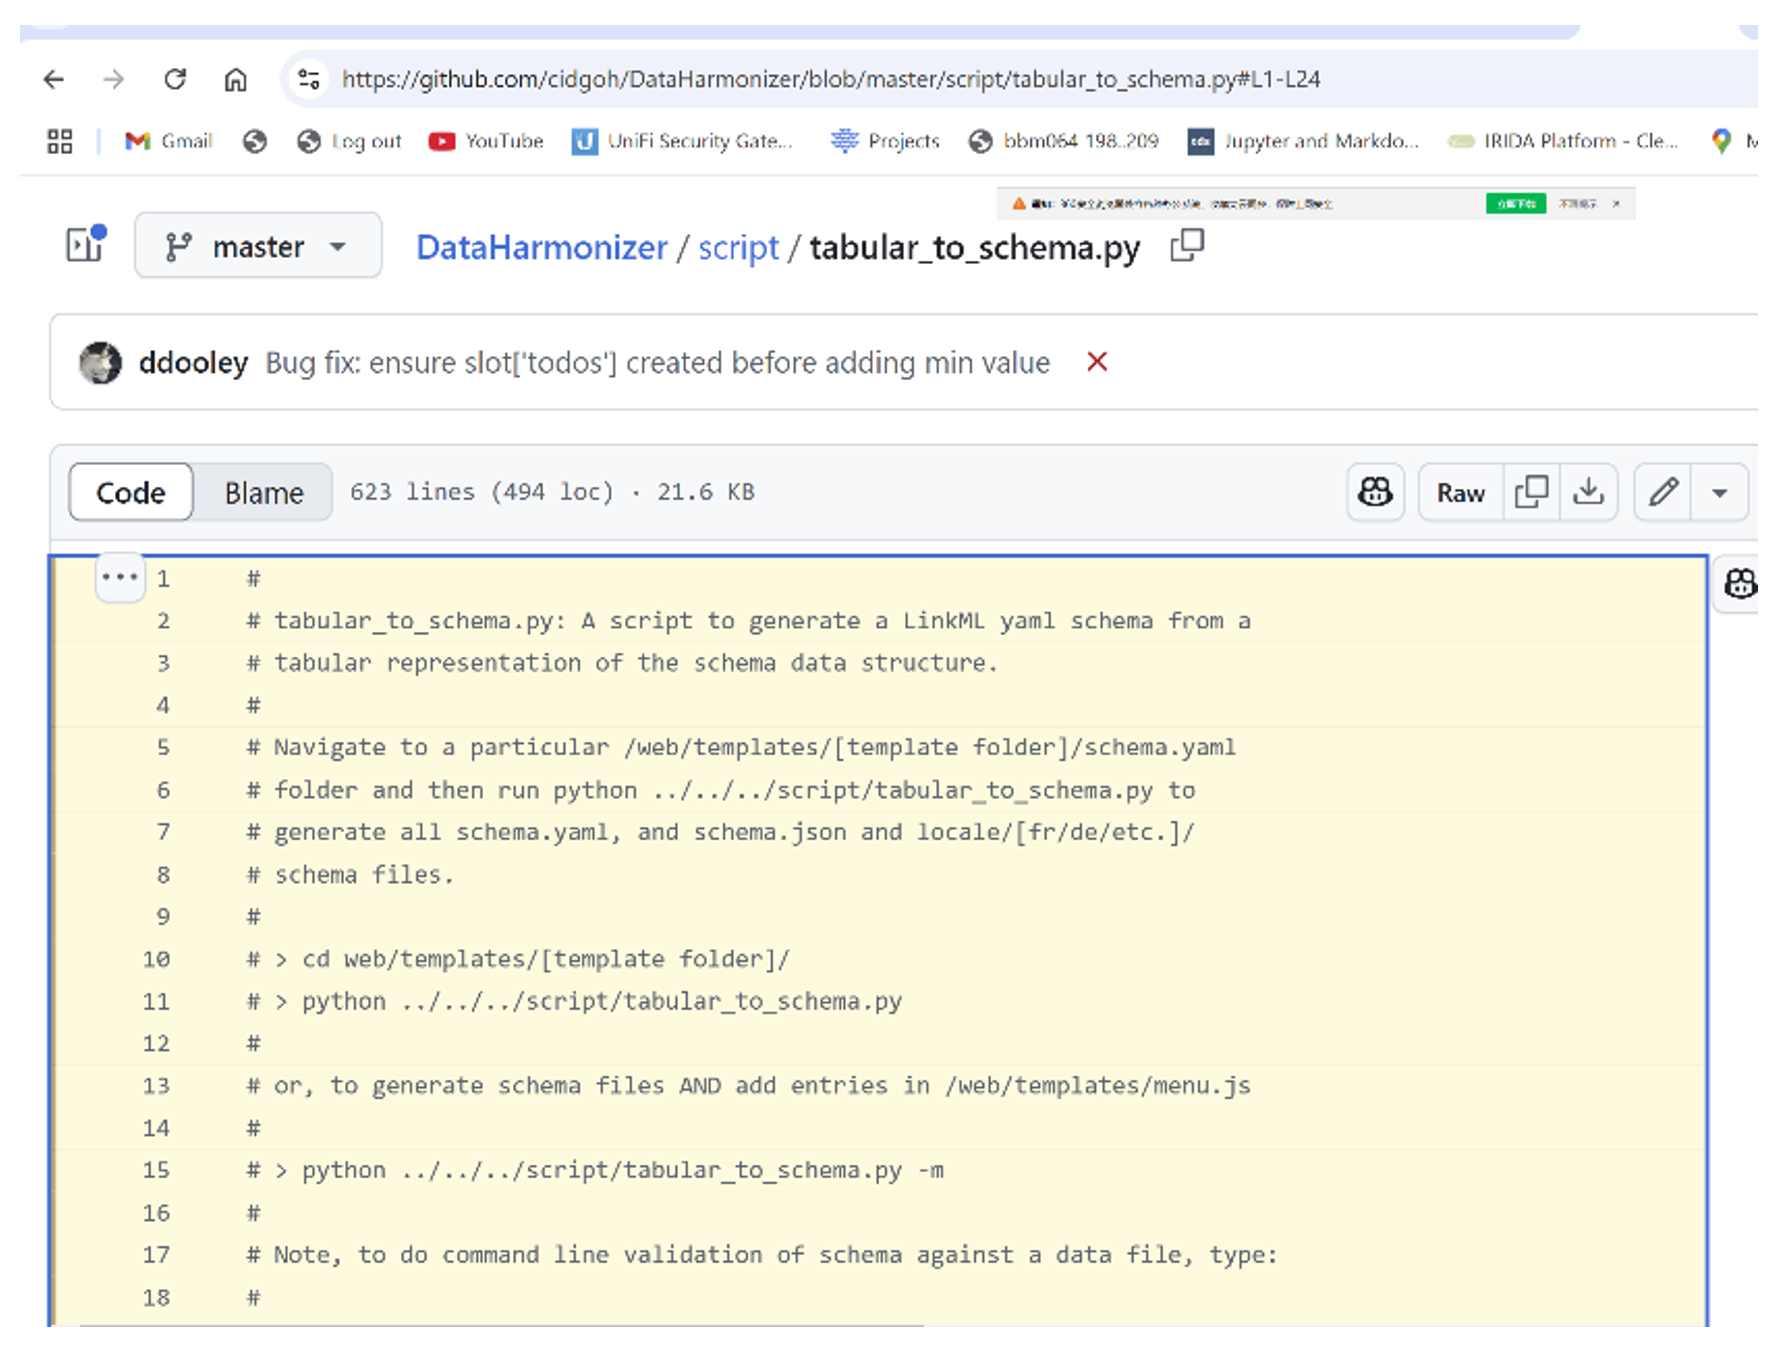 https://github.com/cidgoh/DataHarmonizer/blob/master/script/tabular_to_schema.py#L1-L24
Gmail Log out YouTube UniFi Security Gate... Projects bbm064 198..209 Jupyter and Markdo... IRIDA Platform - Cle...
master DataHarmonizer / script / tabular_to_schema.py
ddooley Bug fix: ensure slot['todos'] created before adding min value
Code Blame 623 lines (494 loc) · 21.6 KB Raw
1 #
2 # tabular_to_schema.py: A script to generate a LinkML yaml schema from a
3 # tabular representation of the schema data structure.
4 #
5 # Navigate to a particular /web/templates/[template folder]/schema.yaml
6 # folder and then run python ../../../script/tabular_to_schema.py to
7 # generate all schema.yaml, and schema.json and locale/[fr/de/etc.]/
8 # schema files.
9 #
10 # > cd web/templates/[template folder]/
11 # > python ../../../script/tabular_to_schema.py
12 #
13 # or, to generate schema files AND add entries in /web/templates/menu.js
14 #
15 # > python ../../../script/tabular_to_schema.py -m
16 #
17 # Note, to do command line validation of schema against a data file, type:
18 #